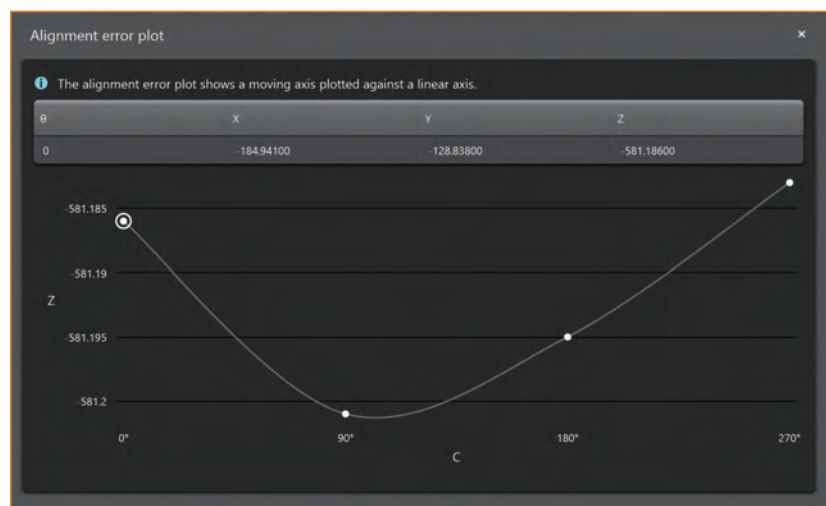 Alignment error plot ×
The alignment error plot shows a moving axis plotted against a linear axis.
θ X Y Z
0 -184.94100 -128.83800 -581.18600
-581.185
-581.19
Z
-581.195
-581.2
0° 90° 180° 270°
C